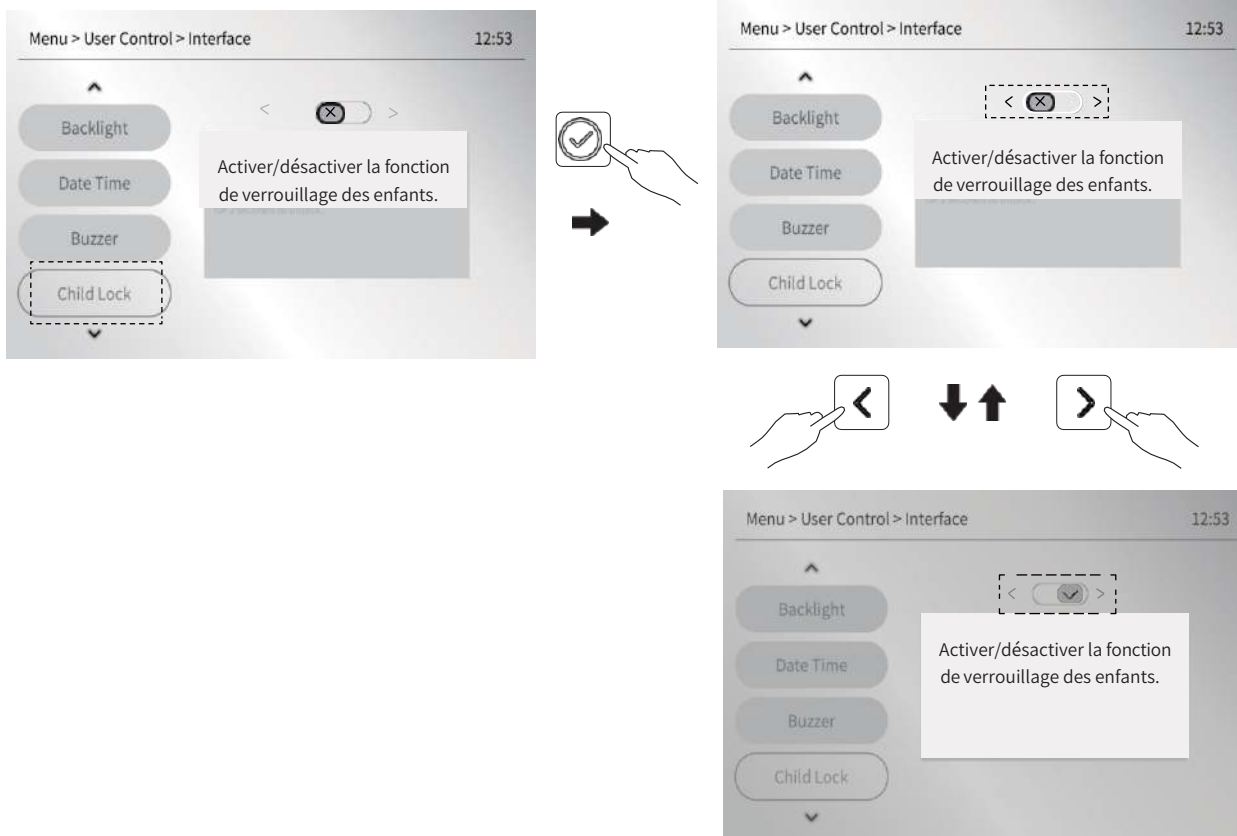 Menu > User Control > Interface 12:53
Backlight
Date Time
Buzzer
Child Lock
< >
Activer/désactiver la fonction
de verrouillage des enfants.
Menu > User Control > Interface 12:53
Backlight
Date Time
Buzzer
Child Lock
< >
Activer/désactiver la fonction
de verrouillage des enfants.
Menu > User Control > Interface 12:53
Backlight
Date Time
Buzzer
Child Lock
< >
Activer/désactiver la fonction
de verrouillage des enfants.